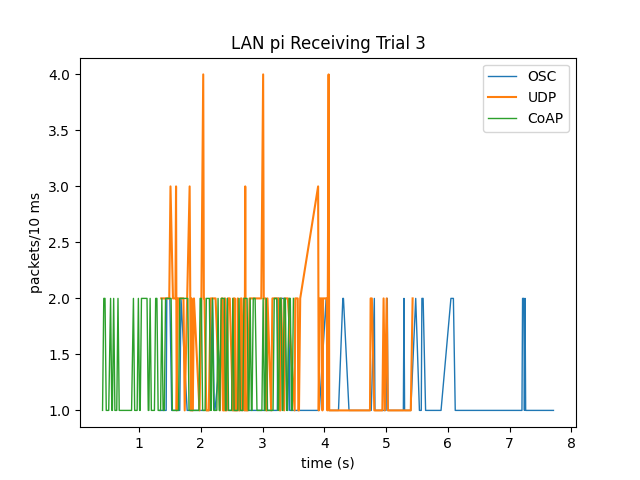 LAN pi Receiving Trial 3
OSC
UDP
CoAP
packets/10 ms
4.0
3.5
3.0
2.5
2.0
1.5
1.0
1 2 3 4 5 6 7 8
time (s)